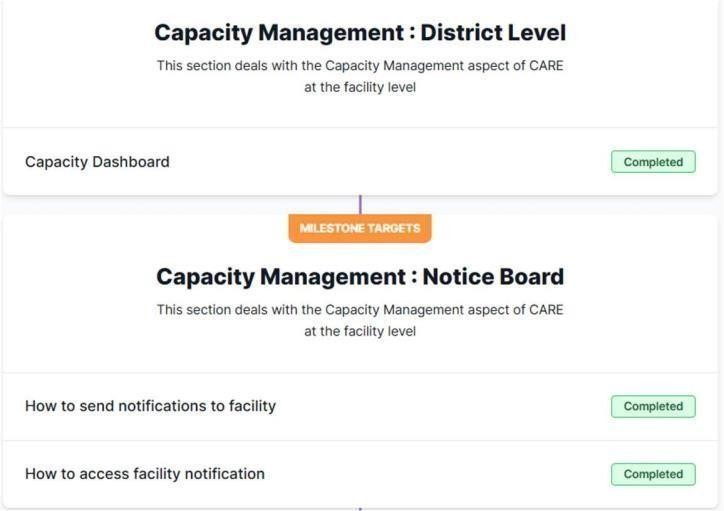 Capacity Management : District Level
This section deals with the Capacity Management aspect of CARE
at the facility level
Capacity Dashboard
Completed
MILESTONE TARGETS
Capacity Management : Notice Board
This section deals with the Capacity Management aspect of CARE
at the facility level
How to send notifications to facility
Completed
How to access facility notification
Completed